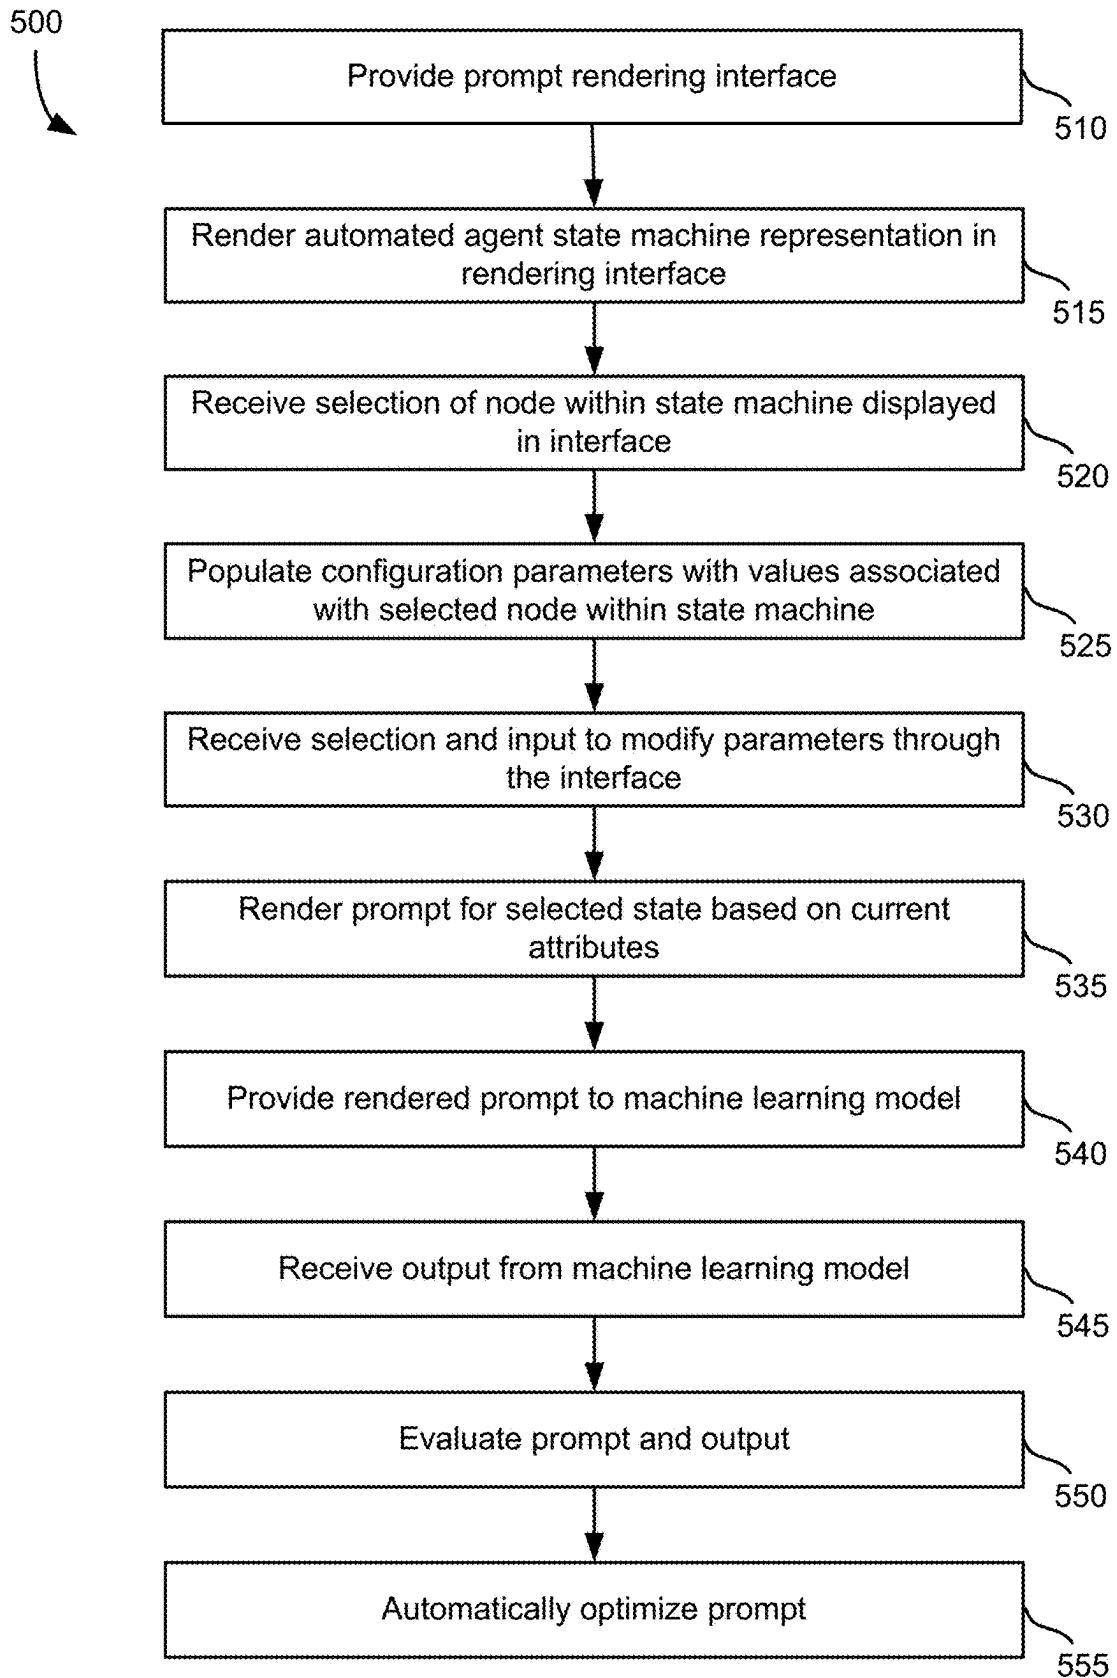 500
Provide prompt rendering interface
510
Render automated agent state machine representation in
rendering interface
515
Receive selection of node within state machine displayed
in interface
520
Populate configuration parameters with values associated
with selected node within state machine
525
Receive selection and input to modify parameters through
the interface
530
Render prompt for selected state based on current
attributes
535
Provide rendered prompt to machine learning model
540
Receive output from machine learning model
545
Evaluate prompt and output
550
Automatically optimize prompt
555